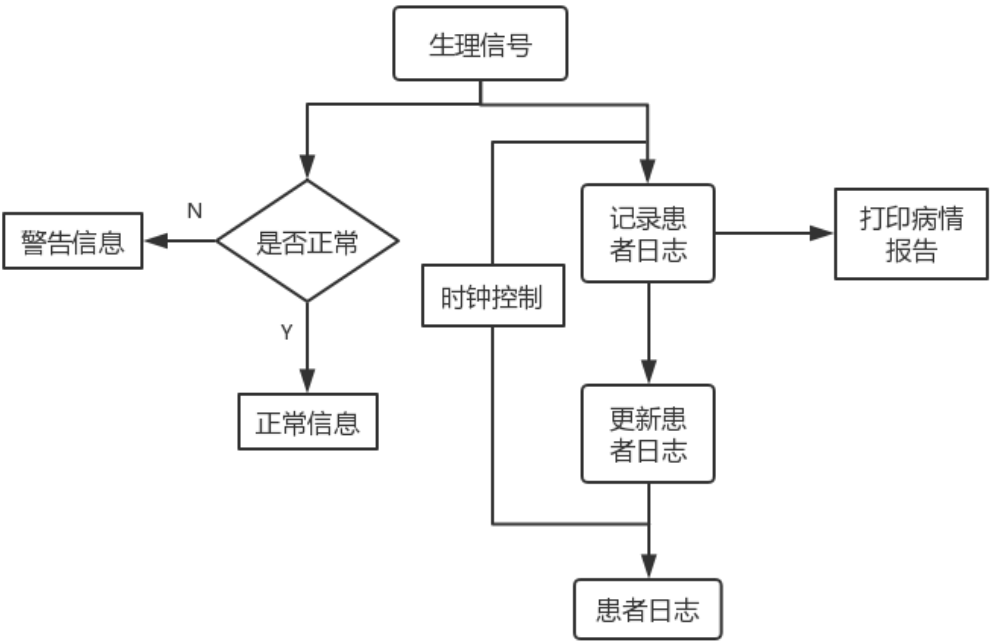 生理信号
N
警告信息
是否正常
Y
正常信息
时钟控制
记录患
者日志
打印病情
报告
更新患
者日志
患者日志